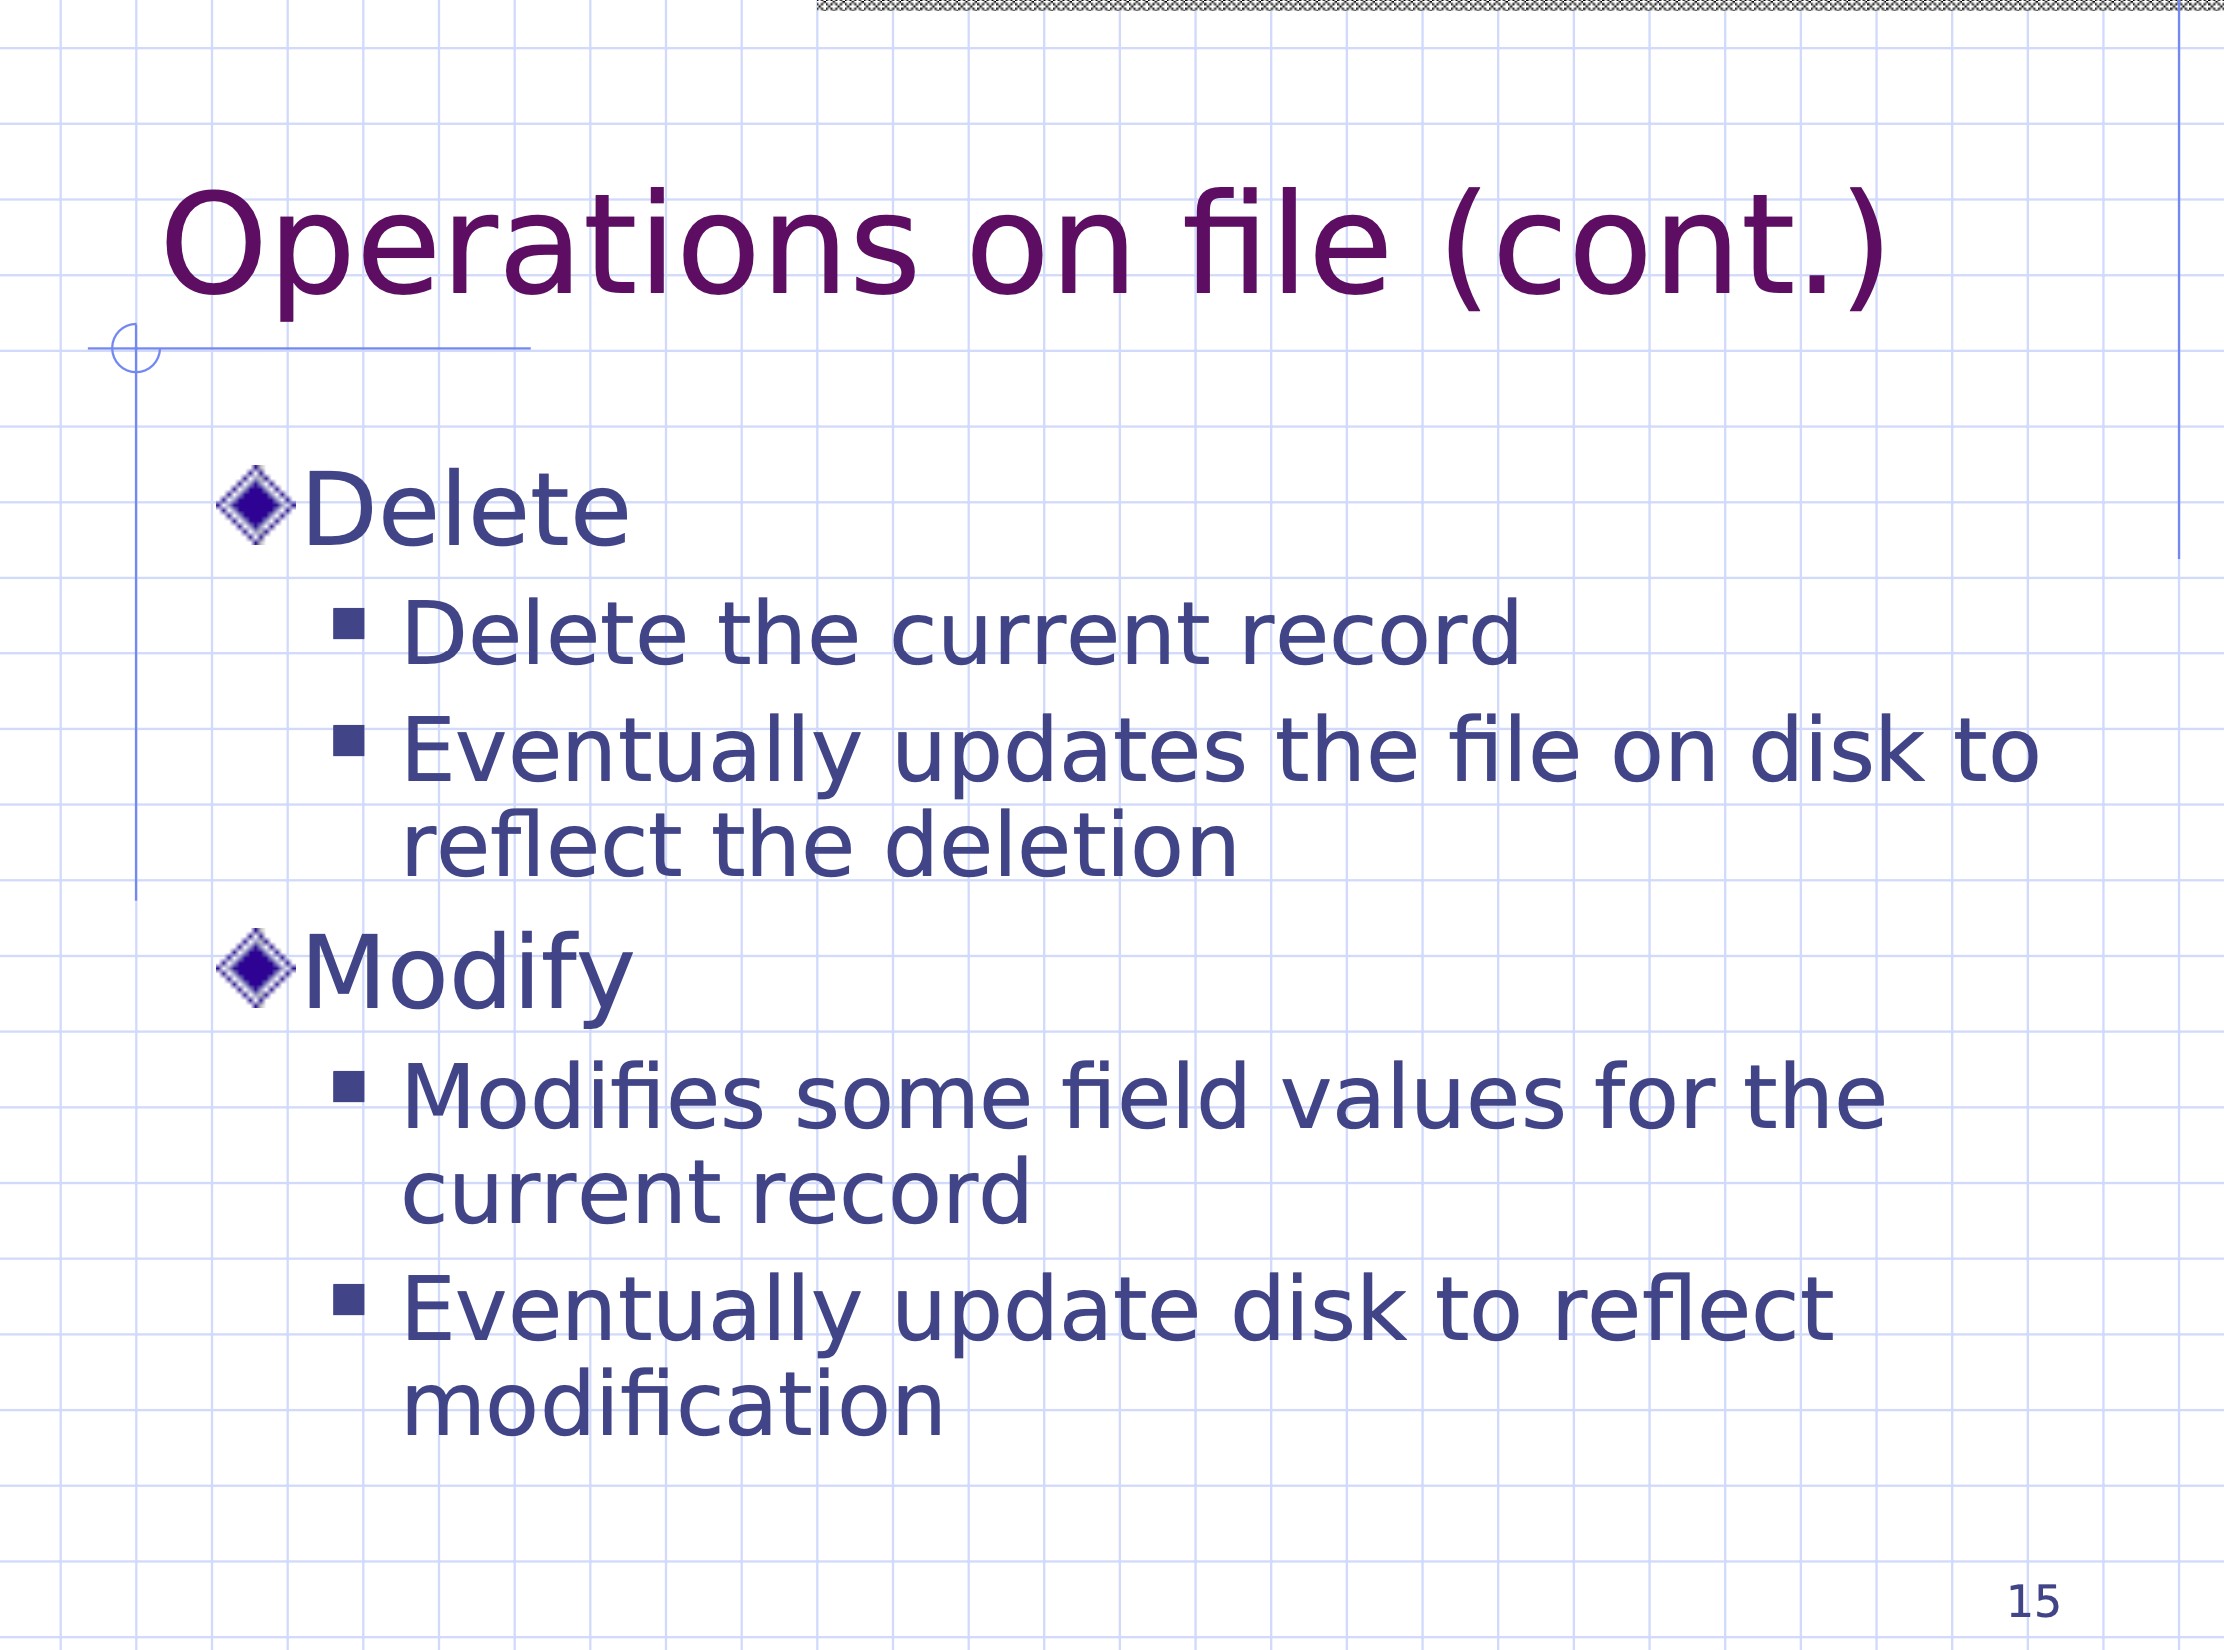 Operations on file (cont.)
Delete
Delete the current record
Eventually updates the file on disk to
reflect the deletion
Modify
Modifies some field values for the
current record
Eventually update disk to reflect
modification
15